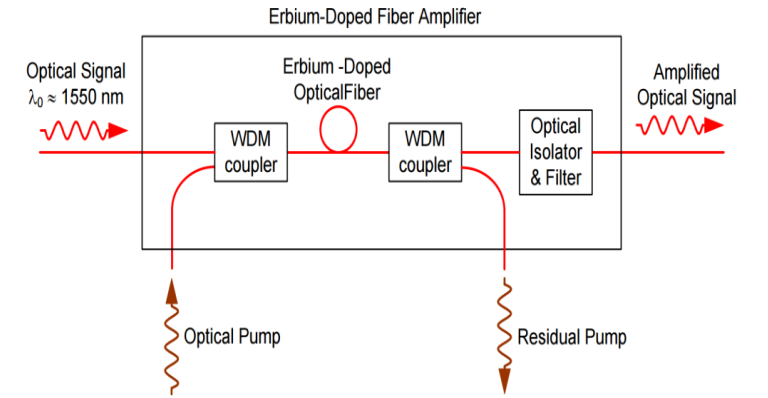 Erbium-Doped Fiber Amplifier
Optical Signal
λ₀ ≈ 1550 nm
Erbium -Doped
OpticalFiber
Amplified
Optical Signal
WDM
coupler
WDM
coupler
Optical
Isolator
& Filter
Optical Pump
Residual Pump